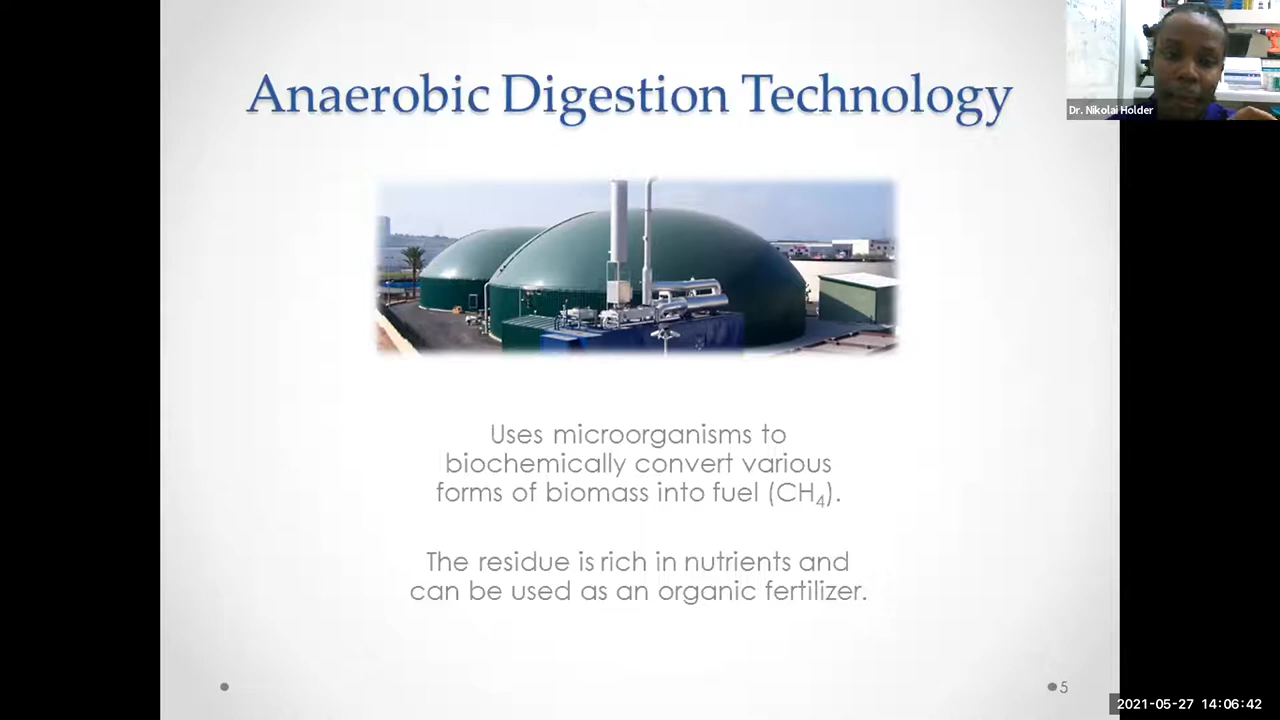 Anaerobic Digestion Technology
Dr. Nikolai Holder
Uses microorganisms to
biochemically convert various
forms of biomass into fuel (CH₄).
The residue is rich in nutrients and
can be used as an organic fertilizer.
5
2021-05-27 14:06:42